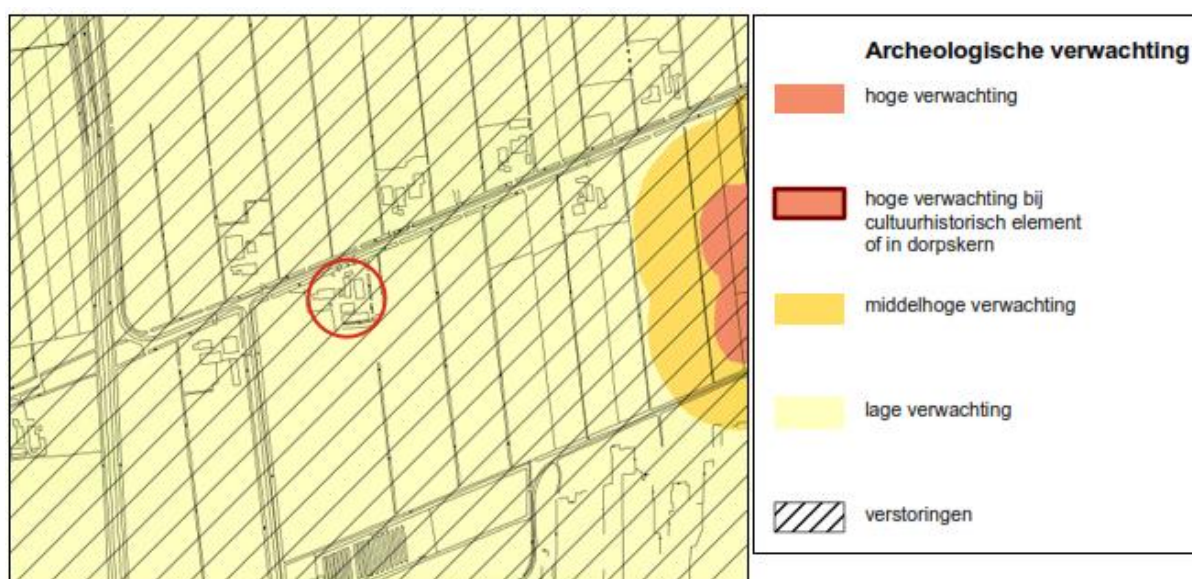 Archeologische verwachting
hoge verwachting
hoge verwachting bij
cultuurhistorisch element
of in dorpskern
middelhoge verwachting
lage verwachting
verstoringen